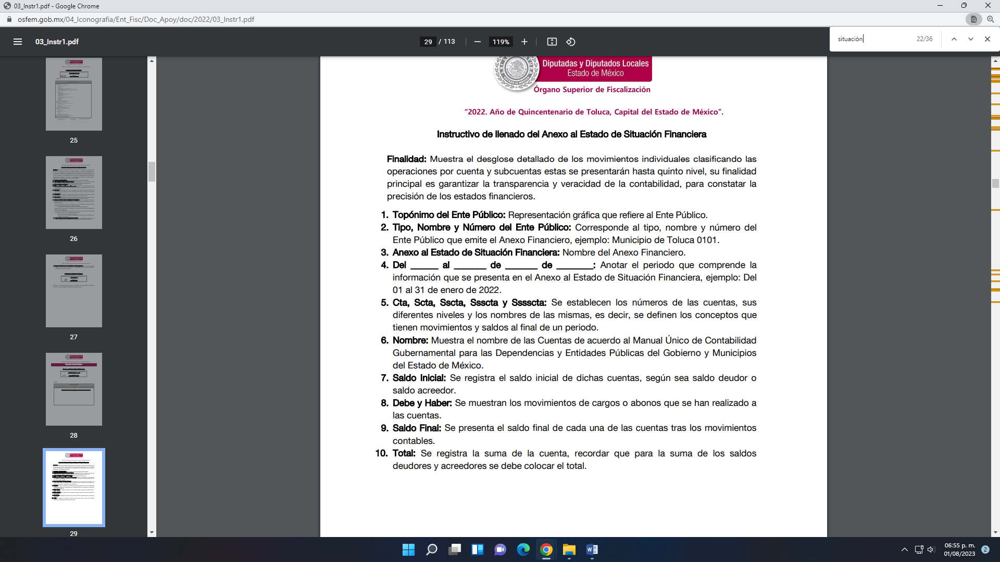 03_Instr1.pdf - Google Chrome
osfem.gob.mx/04_Iconografia/Ent_Fisc/Doc_Apoy/doc/2022/03_Instr1.pdf
03_Instr1.pdf
29 / 113
119%
situación
22/36
25
26
27
28
29
Diputadas y Diputados Locales
Estado de México
Órgano Superior de Fiscalización
“2022. Año de Quincentenario de Toluca, Capital del Estado de México”.
Instructivo de llenado del Anexo al Estado de Situación Financiera
Finalidad: Muestra el desglose detallado de los movimientos individuales clasificando las
operaciones por cuenta y subcuentas estas se presentarán hasta quinto nivel, su finalidad
principal es garantizar la transparencia y veracidad de la contabilidad, para constatar la
precisión de los estados financieros.
1. Topónimo del Ente Público: Representación gráfica que refiere al Ente Público.
2. Tipo, Nombre y Número del Ente Público: Corresponde al tipo, nombre y número del
Ente Público que emite el Anexo Financiero, ejemplo: Municipio de Toluca 0101.
3. Anexo al Estado de Situación Financiera: Nombre del Anexo Financiero.
4. Del ______ al _______ de _______ de ________: Anotar el periodo que comprende la
información que se presenta en el Anexo al Estado de Situación Financiera, ejemplo: Del
01 al 31 de enero de 2022.
5. Cta, Scta, Sscta, Ssscta y Sssscta: Se establecen los números de las cuentas, sus
diferentes niveles y los nombres de las mismas, es decir, se definen los conceptos que
tienen movimientos y saldos al final de un periodo.
6. Nombre: Muestra el nombre de las Cuentas de acuerdo al Manual Único de Contabilidad
Gubernamental para las Dependencias y Entidades Públicas del Gobierno y Municipios
del Estado de México.
7. Saldo Inicial: Se registra el saldo inicial de dichas cuentas, según sea saldo deudor o
saldo acreedor.
8. Debe y Haber: Se muestran los movimientos de cargos o abonos que se han realizado a
las cuentas.
9. Saldo Final: Se presenta el saldo final de cada una de las cuentas tras los movimientos
contables.
10. Total: Se registra la suma de la cuenta, recordar que para la suma de los saldos
deudores y acreedores se debe colocar el total.
06:55 p. m.
01/08/2023
2